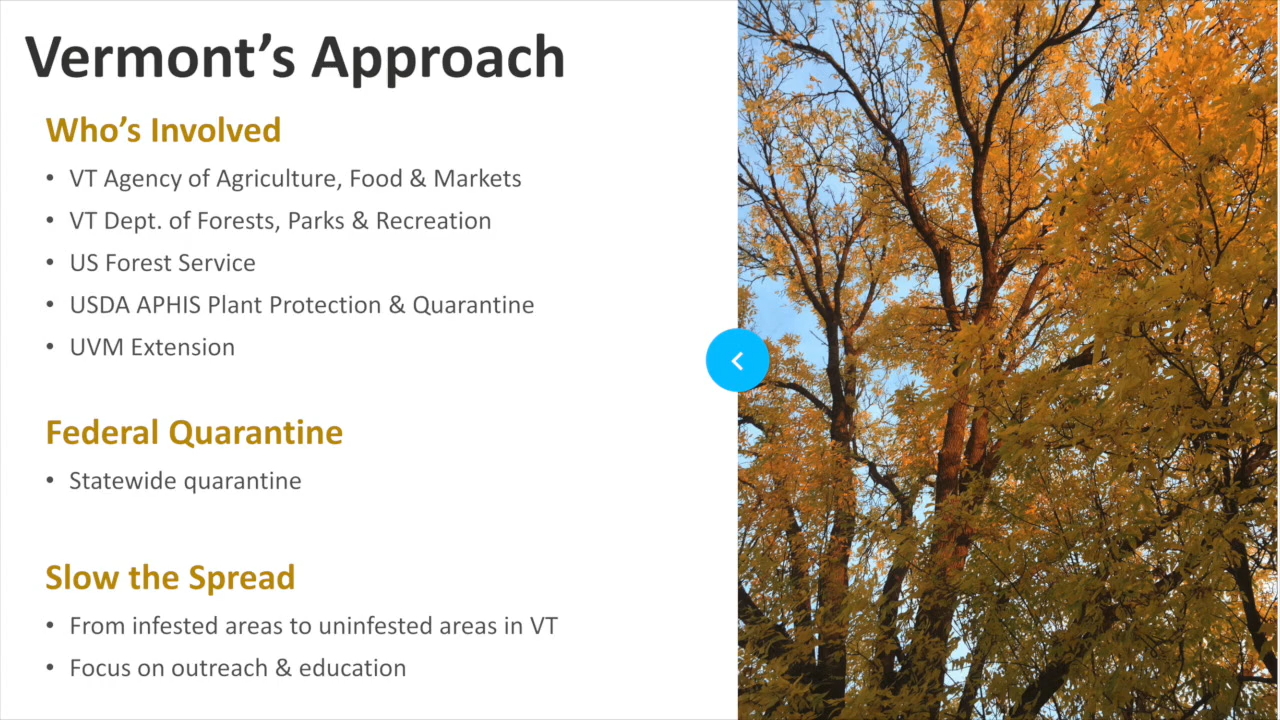 Vermont’s Approach
Who’s Involved
• VT Agency of Agriculture, Food & Markets
• VT Dept. of Forests, Parks & Recreation
• US Forest Service
• USDA APHIS Plant Protection & Quarantine
• UVM Extension
Federal Quarantine
• Statewide quarantine
Slow the Spread
• From infested areas to uninfested areas in VT
• Focus on outreach & education